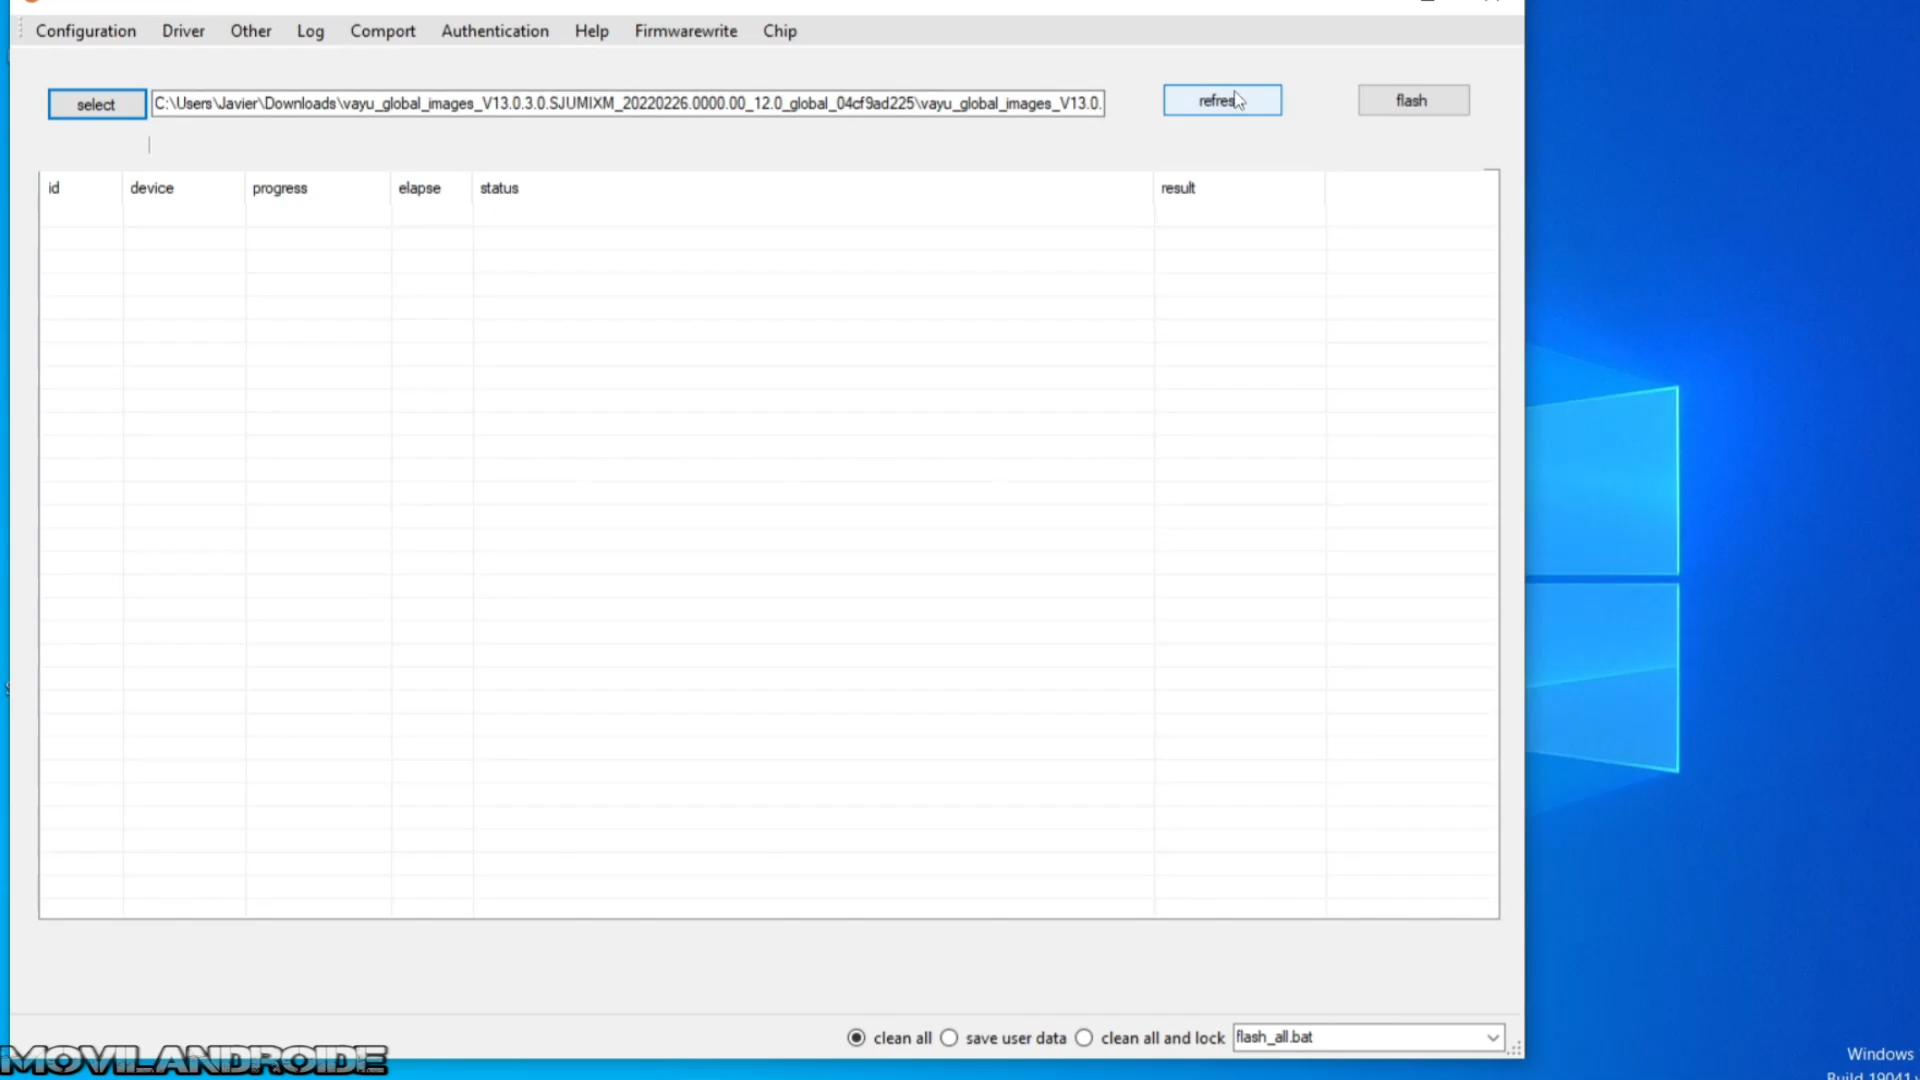 Configuration Driver Other Log Comport Authentication Help Firmwarewrite Chip
select C:\Users\Javier\Downloads\vayu_global_images_V13.0.3.0.SJUMIXM_20220226.0000.00_12.0_global_04cf9ad225\vayu_global_images_V13.0. flash
id device progress elapse status result
clean all save user data clean all and lock flash_all.bat
MOVILANDROIDE
Windows
Build 19041